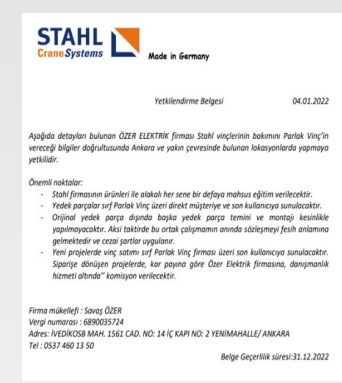 STAHL
CraneSystems
Made in Germany
Yetkilendirme Belgesi 04.01.2022
Aşağıda detayları bulunan ÖZER ELEKTRİK firması Stahl vinçlerinin bakımını Parlak Vinç'in
vereceği bilgiler doğrultusunda Ankara ve yakın çevresinde bulunan lokasyonlarda yapmaya
yetkilidir.
Önemli noktalar:
- Stahl firmasının ürünleri ile alakalı her sene bir defaya mahsus eğitim verilecektir.
- Yedek parçalar sırf Parlak Vinç üzeri direkt müşteriye ve son kullanıcıya sunulacaktır.
- Orijinal yedek parça dışında başka yedek parça temini ve montajı kesinlikle
yapılmayacaktır. Aksi taktirde bu ortak çalışmamın anında sözleşmeyi fesih anlamına
gelmektedir ve cezai şartlar uygulanır.
- Yeni projelerde vinç satımı sırf Parlak Vinç firması üzeri son kullanıcıya sunulacaktır.
Siparişe dönüşen projelerde, kar payına göre Özer Elektrik firmasına, danışmanlık
hizmeti altında" komisyon verilecektir.
Firma mükellefi : Savaş ÖZER
Vergi numarası : 6890035724
Adres: İVEDİKOSB MAH. 1561 CAD. NO: 14 İÇ KAPI NO: 2 YENİMAHALLE/ ANKARA
Tel : 0537 460 13 50
Belge Geçerlilik süresi:31.12.2022